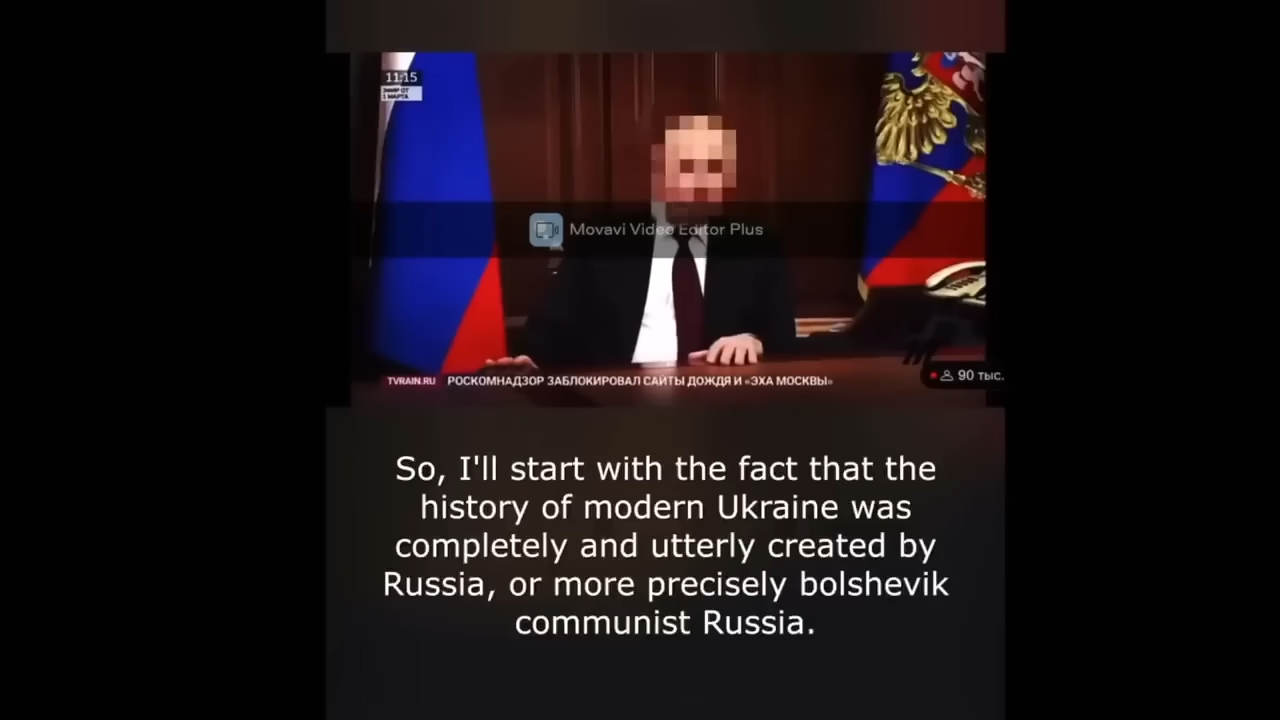 11:15
ЭФИР ОТ
1 МАРТА
Movavi Video Editor Plus
TVRAIN.RU РОСКОМНАДЗОР ЗАБЛОКИРОВАЛ САЙТЫ ДОЖДЯ И «ЭХА МОСКВЫ»
90 тыс.
So, I'll start with the fact that the
history of modern Ukraine was
completely and utterly created by
Russia, or more precisely bolshevik
communist Russia.